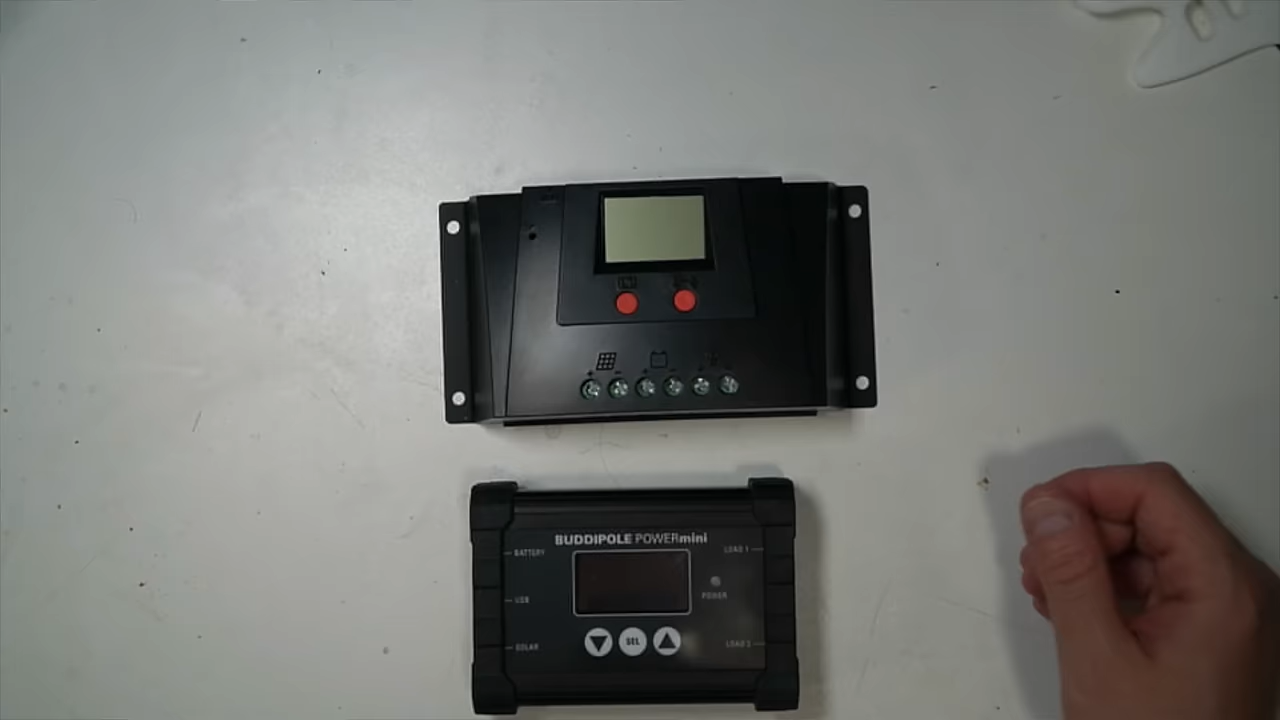 BUDDIPOLE POWERmini
BATTERY
LOAD 1
USB
POWER
SEL
SOLAR
LOAD 2